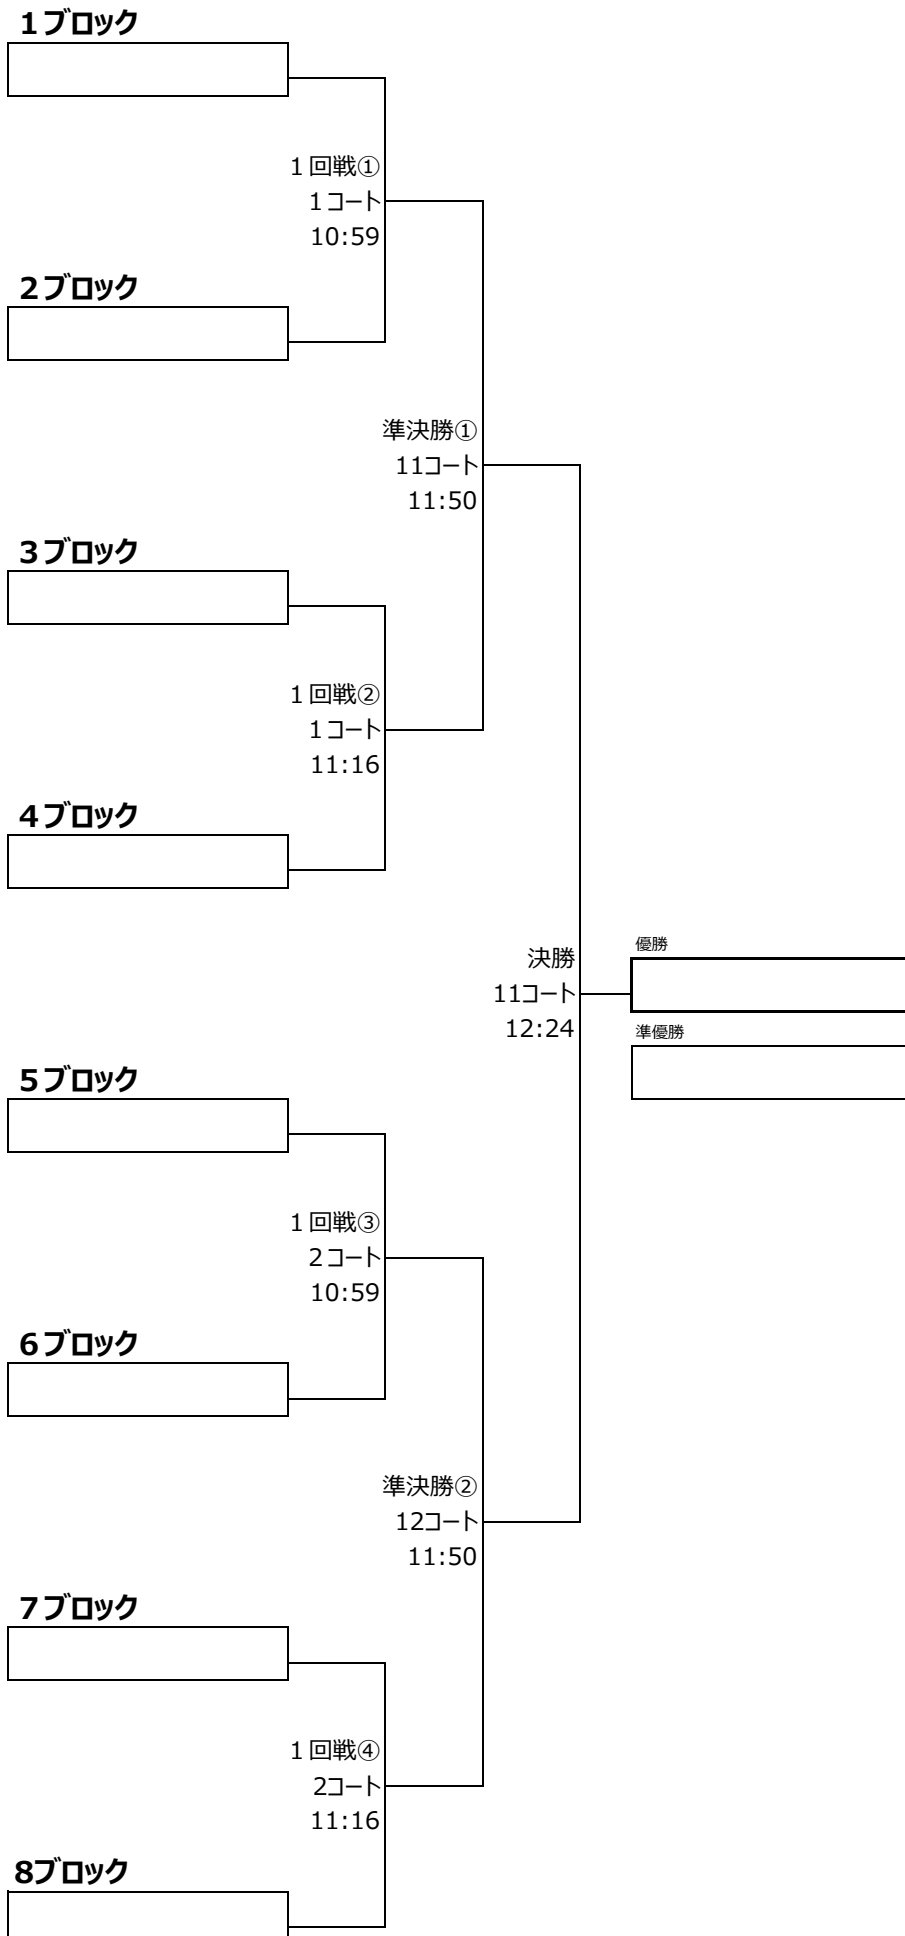 １ブロック
１回戦①
１コート
10:59
２ブロック
準決勝①
11コート
11:50
３ブロック
１回戦②
１コート
11:16
４ブロック
優勝
決勝
11コート
12:24
準優勝
５ブロック
１回戦③
２コート
10:59
６ブロック
準決勝②
12コート
11:50
７ブロック
１回戦④
2コート
11:16
8ブロック